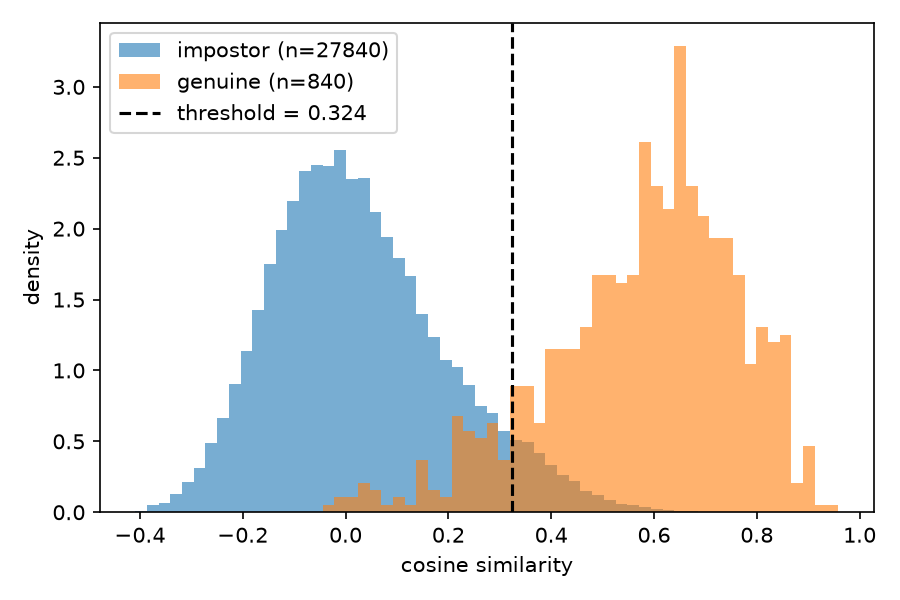 impostor (n=27840)
genuine (n=840)
threshold = 0.324
3.0
2.5
2.0
1.5
1.0
0.5
0.0
density
−0.4 −0.2 0.0 0.2 0.4 0.6 0.8 1.0
cosine similarity